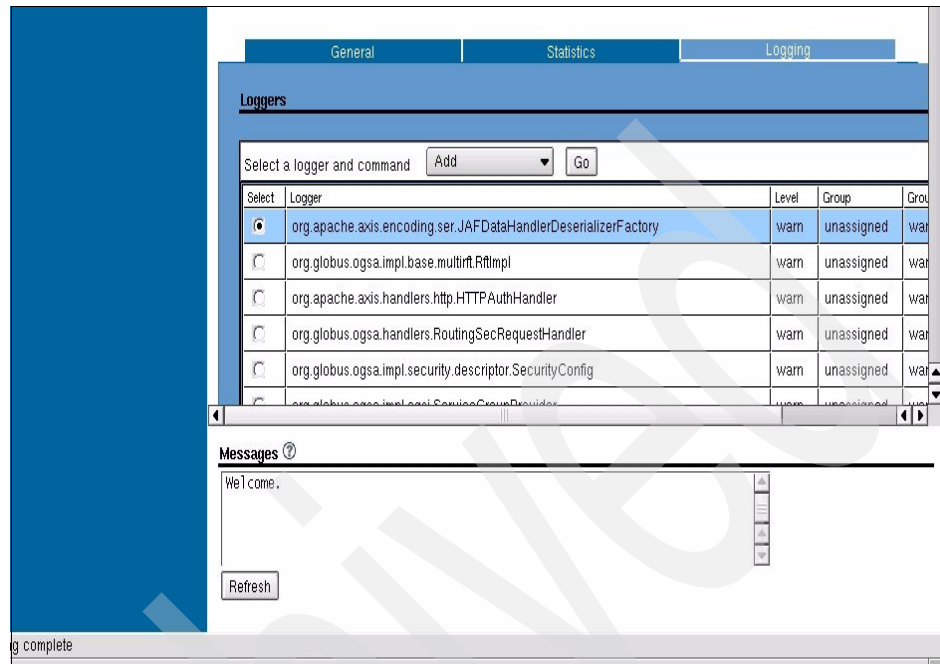 General Statistics Logging
Loggers
Select a logger and command Add Go
Select Logger Level Group
org.apache.axis.encoding.ser.JAFDataHandlerDeserializerFactory warn unassigned
org.globus.ogsa.impl.base.multirft.RftImpl warn unassigned
org.apache.axis.handlers.http.HTTPAuthHandler warn unassigned
org.globus.ogsa.handlers.RoutingSecRequestHandler warn unassigned
org.globus.ogsa.impl.security.descriptor.SecurityConfig warn unassigned
Messages ?
Welcome.
Refresh
g complete